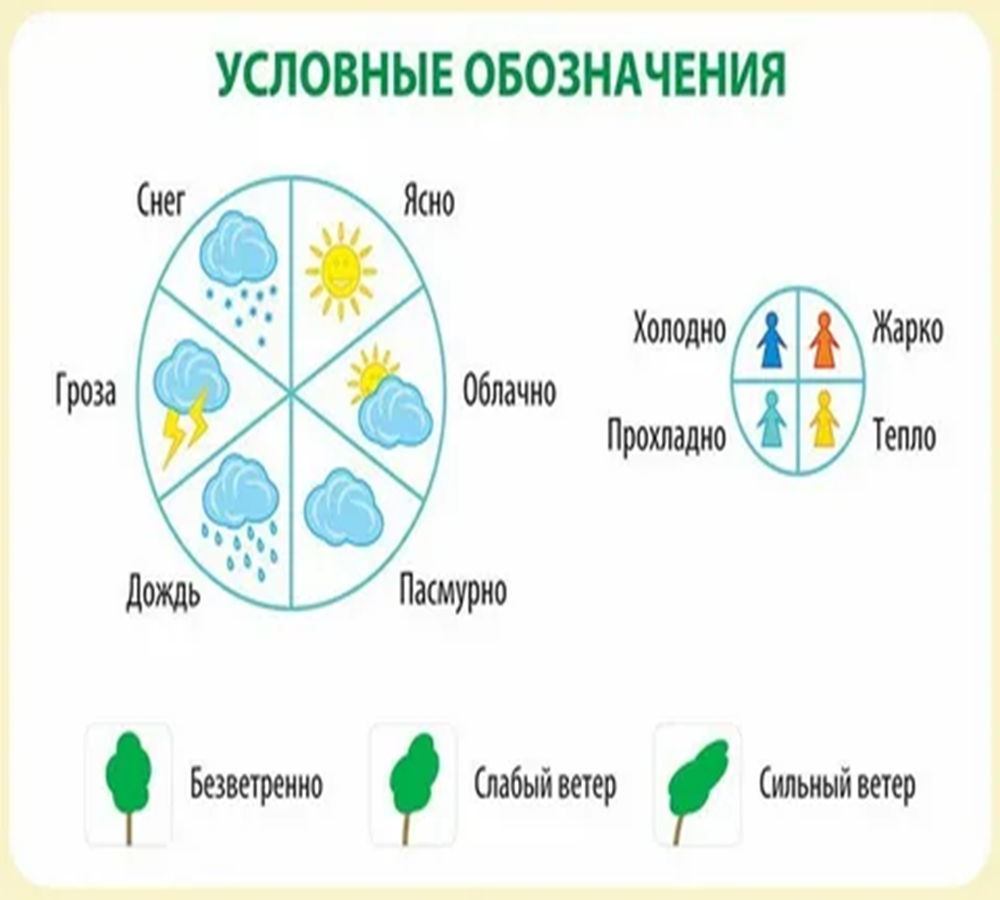 УСЛОВНЫЕ ОБОЗНАЧЕНИЯ
Снег
Ясно
Гроза
Облачно
Дождь
Пасмурно
Холодно
Жарко
Прохладно
Тепло
Безветренно
Слабый ветер
Сильный ветер